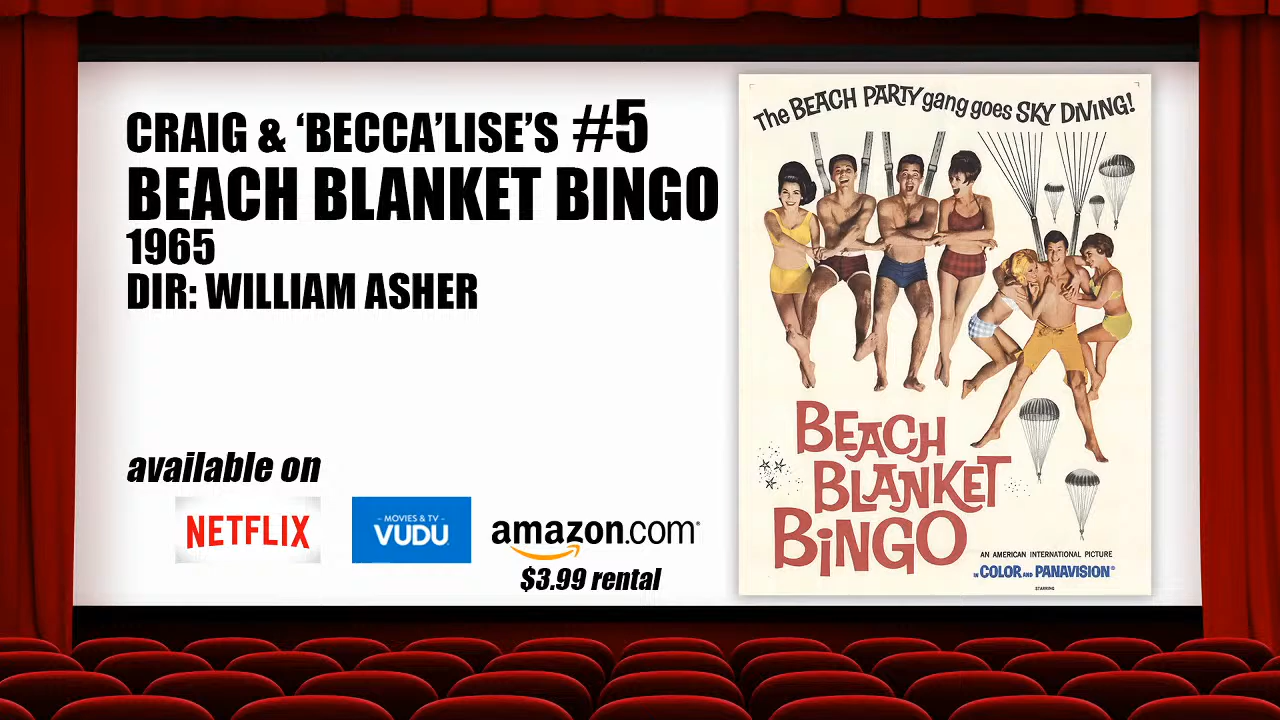 CRAIG & ‘BECCA’LISE’S #5
BEACH BLANKET BINGO
1965
DIR: WILLIAM ASHER
available on
NETFLIX
– MOVIES & TV –
VUDU
amazon.com
$3.99 rental
The BEACH PARTY gang goes SKY DIVING!
BEACH
BLANKET
BiNGO
AN AMERICAN INTERNATIONAL PICTURE
IN COLOR AND PANAVISION®
STARRING